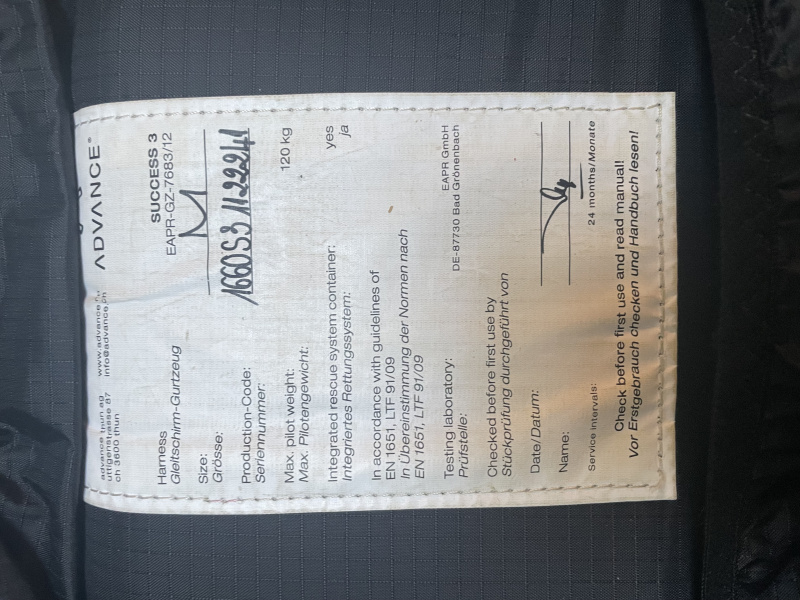 advance thun ag www.advance
uttigenstrasse 87 info@advance.ch
ch 3600 thun
ADVANCE
Harness SUCCESS 3
Gleitschirm-Gurtzeug EAPR-GZ-7683/12
Size: M
Grösse:
Production-Code:
Seriennummer:
Max. pilot weight: 120 kg
Max. Pilotengewicht:
Integrated rescue system container: yes
Integriertes Rettungssystem: ja
In accordance with guidelines of
EN 1651, LTF 91/09
In Übereinstimmung der Normen nach
EN 1651, LTF 91/09
Testing laboratory: EAPR GmbH
Prüfstelle: DE-87730 Bad Grönenbach
Checked before first use by
Stückprüfung durchgeführt von
Date/Datum:
Name:
Service intervals: 24 months/Monate
Check before first use and read manual!
Vor Erstgebrauch checken und Handbuch lesen!